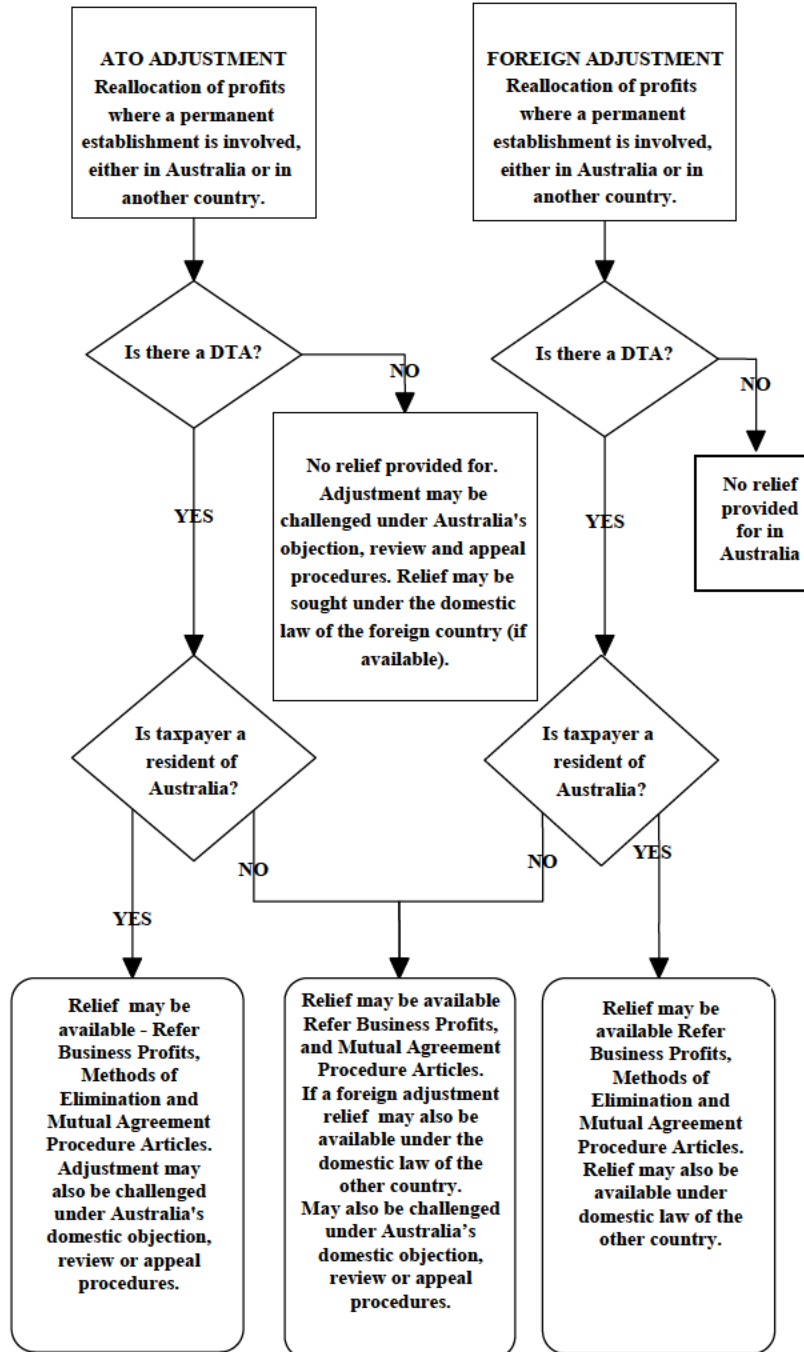 ATO ADJUSTMENT
Reallocation of profits
where a permanent
establishment is involved,
either in Australia or in
another country.
FOREIGN ADJUSTMENT
Reallocation of profits
where a permanent
establishment is involved,
either in Australia or in
another country.
Is there a DTA?
NO
Is there a DTA?
NO
YES
No relief provided for.
Adjustment may be
challenged under Australia's
objection, review and appeal
procedures. Relief may be
sought under the domestic
law of the foreign country (if
available).
YES
No relief
provided
for in
Australia
Is taxpayer a
resident of
Australia?
Is taxpayer a
resident of
Australia?
YES
NO
NO
YES
Relief may be
available - Refer
Business Profits,
Methods of
Elimination and
Mutual Agreement
Procedure Articles.
Adjustment may
also be challenged
under Australia's
domestic objection,
review or appeal
procedures.
Relief may be available
Refer Business Profits,
and Mutual Agreement
Procedure Articles.
If a foreign adjustment
relief may also be
available under the
domestic law of the
other country.
May also be challenged
under Australia’s
domestic objection,
review or appeal
procedures.
Relief may be
available Refer
Business Profits,
Methods of
Elimination and
Mutual Agreement
Procedure Articles.
Relief may also be
available under
domestic law of the
other country.